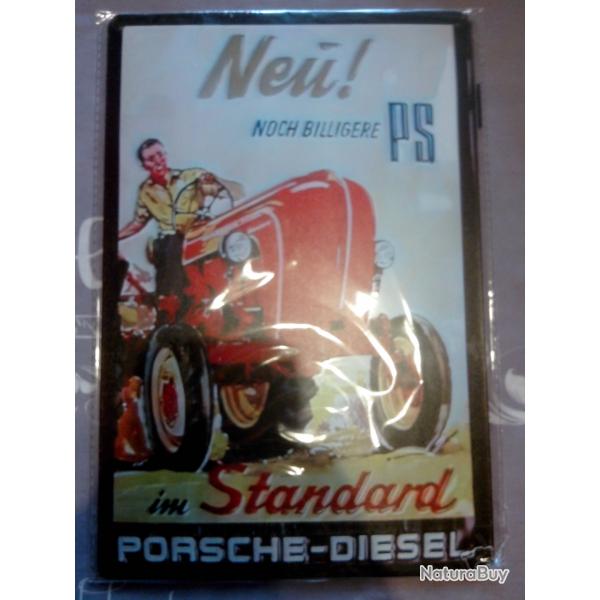 Neu!
NOCH BILLIGERE PS
im Standard
PORSCHE-DIESEL
NaturaBuy